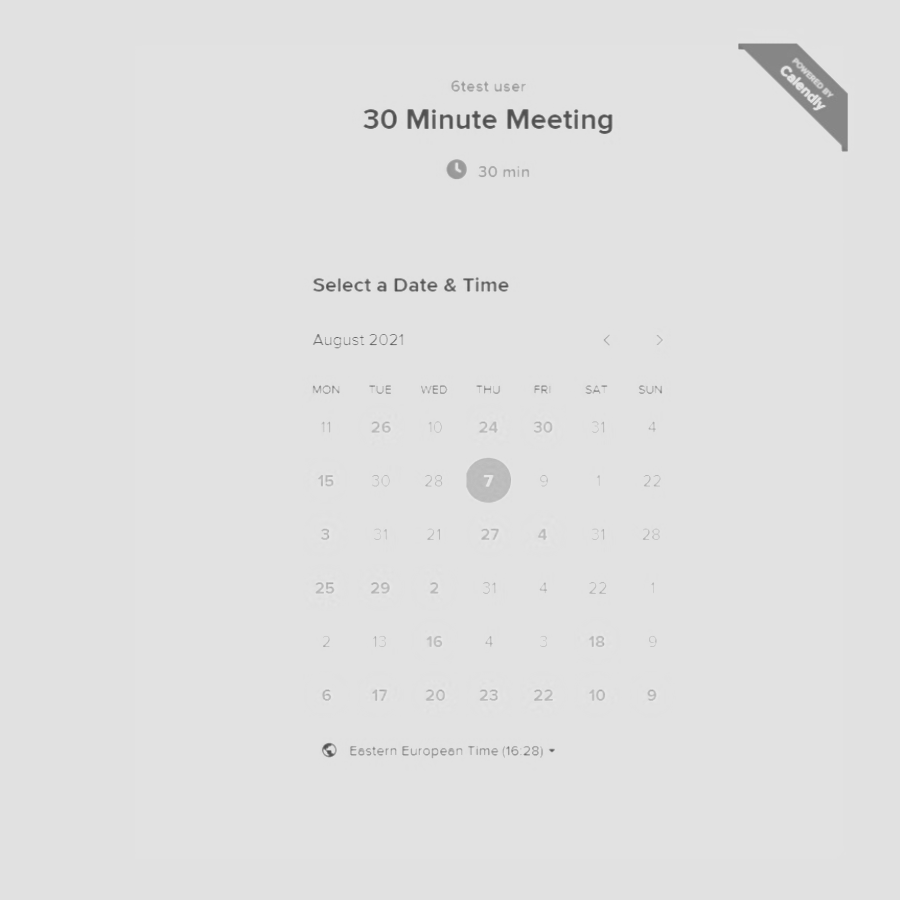 POWERED BY
Calendly
6test user
30 Minute Meeting
30 min
Select a Date & Time
August 2021
MON TUE WED THU FRI SAT SUN
11 26 10 24 30 31 4
15 30 28 7 9 1 22
3 31 21 27 4 31 28
25 29 2 31 4 22 1
2 13 16 4 3 18 9
6 17 20 23 22 10 9
Eastern European Time (16:28)